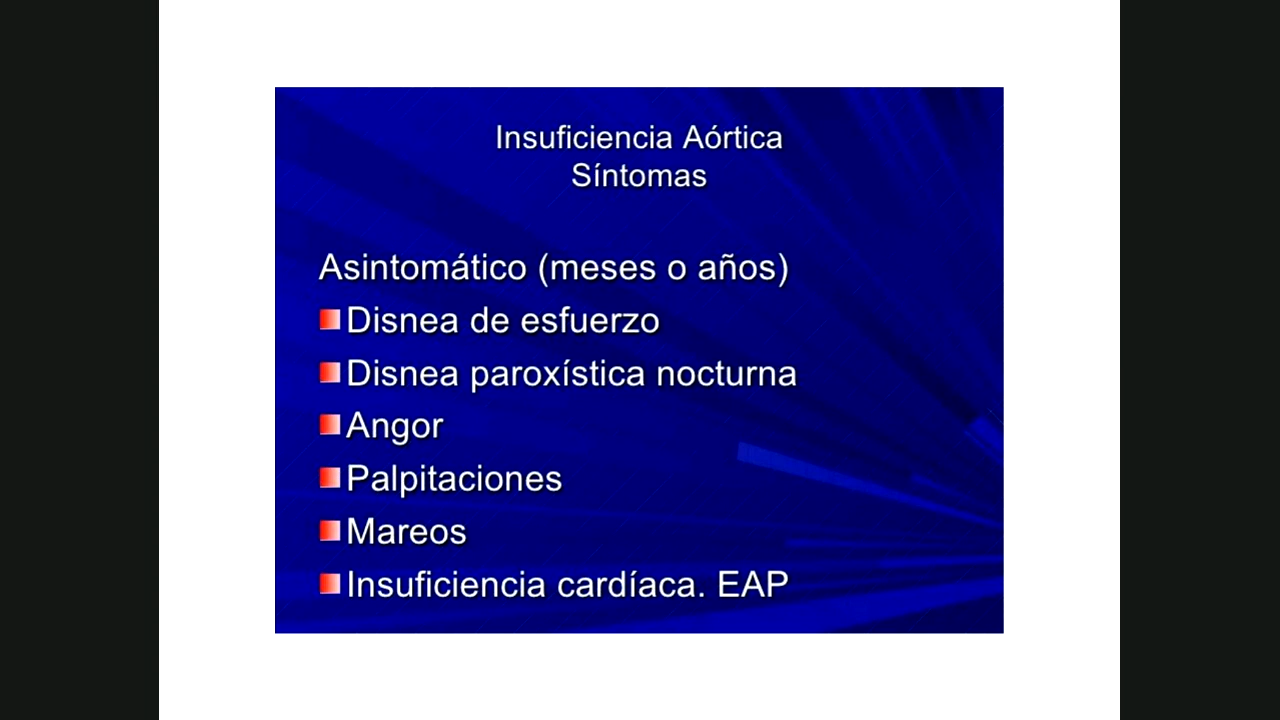 Insuficiencia Aórtica
Síntomas
Asintomático (meses o años)
Disnea de esfuerzo
Disnea paroxística nocturna
Angor
Palpitaciones
Mareos
Insuficiencia cardíaca. EAP